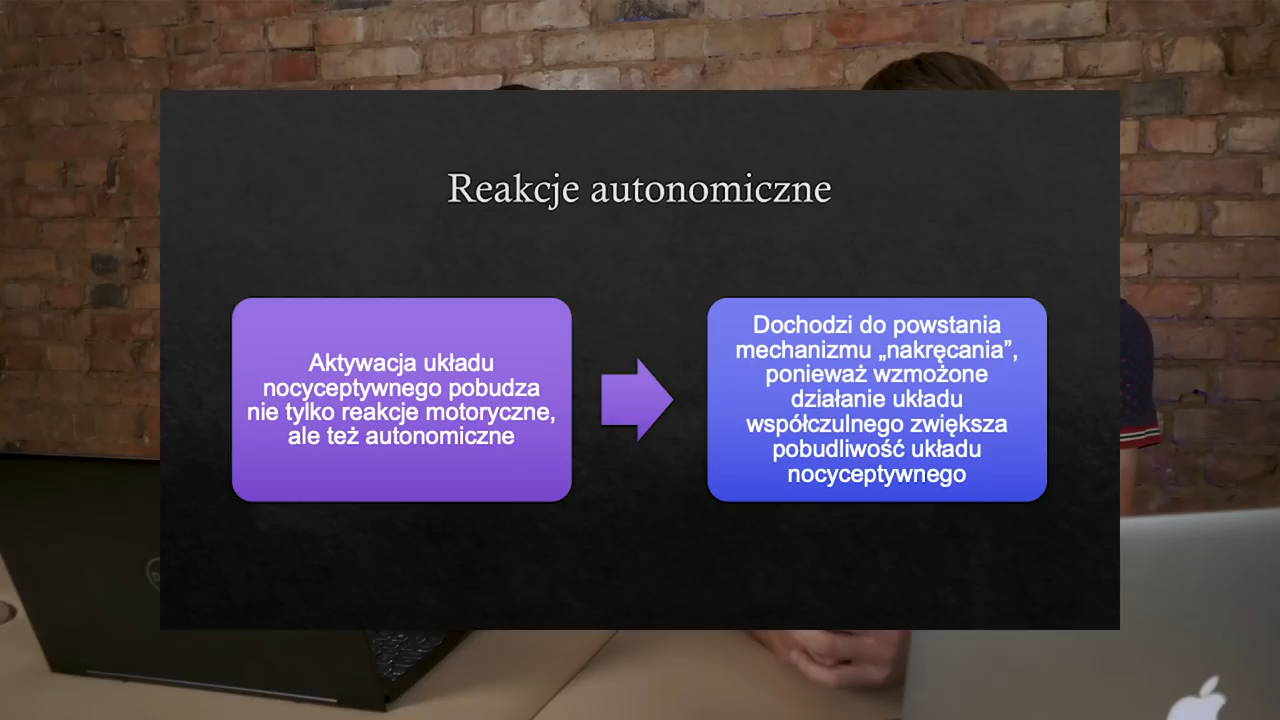 Reakcje autonomiczne
Aktywacja układu
nocyceptywnego pobudza
nie tylko reakcje motoryczne,
ale też autonomiczne
Dochodzi do powstania
mechanizmu „nakręcania”,
ponieważ wzmożone
działanie układu
współczulnego zwiększa
pobudliwość układu
nocyceptywnego